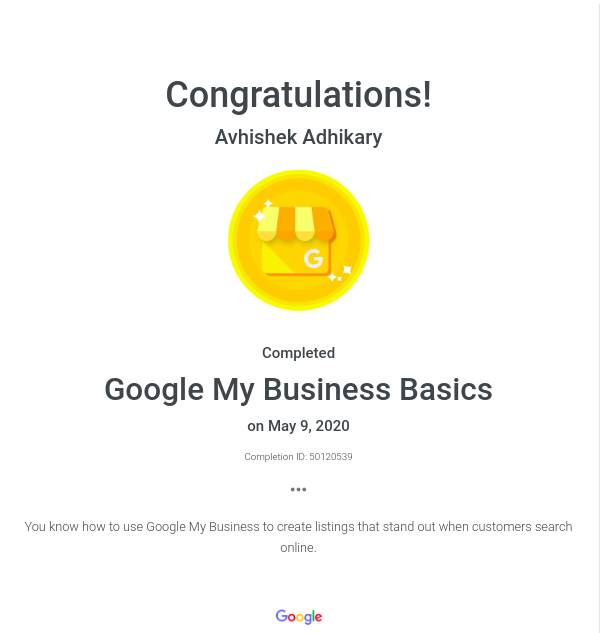 Congratulations!
Avhishek Adhikary
G
Completed
Google My Business Basics
on May 9, 2020
Completion ID: 50120539
•••
You know how to use Google My Business to create listings that stand out when customers search
online.
Google